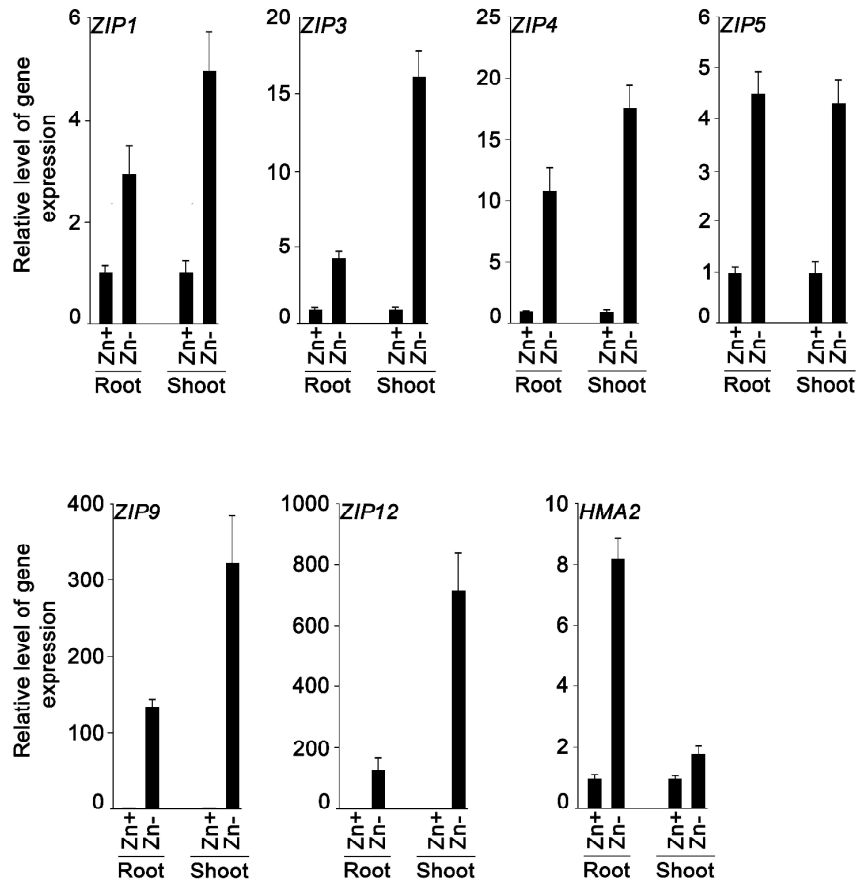 ZIP1
6
4
2
0
Relative level of gene
expression
Zn+
Zn-
Zn+
Zn-
Root
Shoot
ZIP3
20
15
10
5
0
Zn+
Zn-
Zn+
Zn-
Root
Shoot
ZIP4
25
20
15
10
5
0
Zn+
Zn-
Zn+
Zn-
Root
Shoot
ZIP5
6
5
4
3
2
1
0
Zn+
Zn-
Zn+
Zn-
Root
Shoot
ZIP9
400
300
200
100
0
Relative level of gene
expression
Zn+
Zn-
Zn+
Zn-
Root
Shoot
ZIP12
1000
800
600
400
200
0
Zn+
Zn-
Zn+
Zn-
Root
Shoot
HMA2
10
8
6
4
2
0
Zn+
Zn-
Zn+
Zn-
Root
Shoot